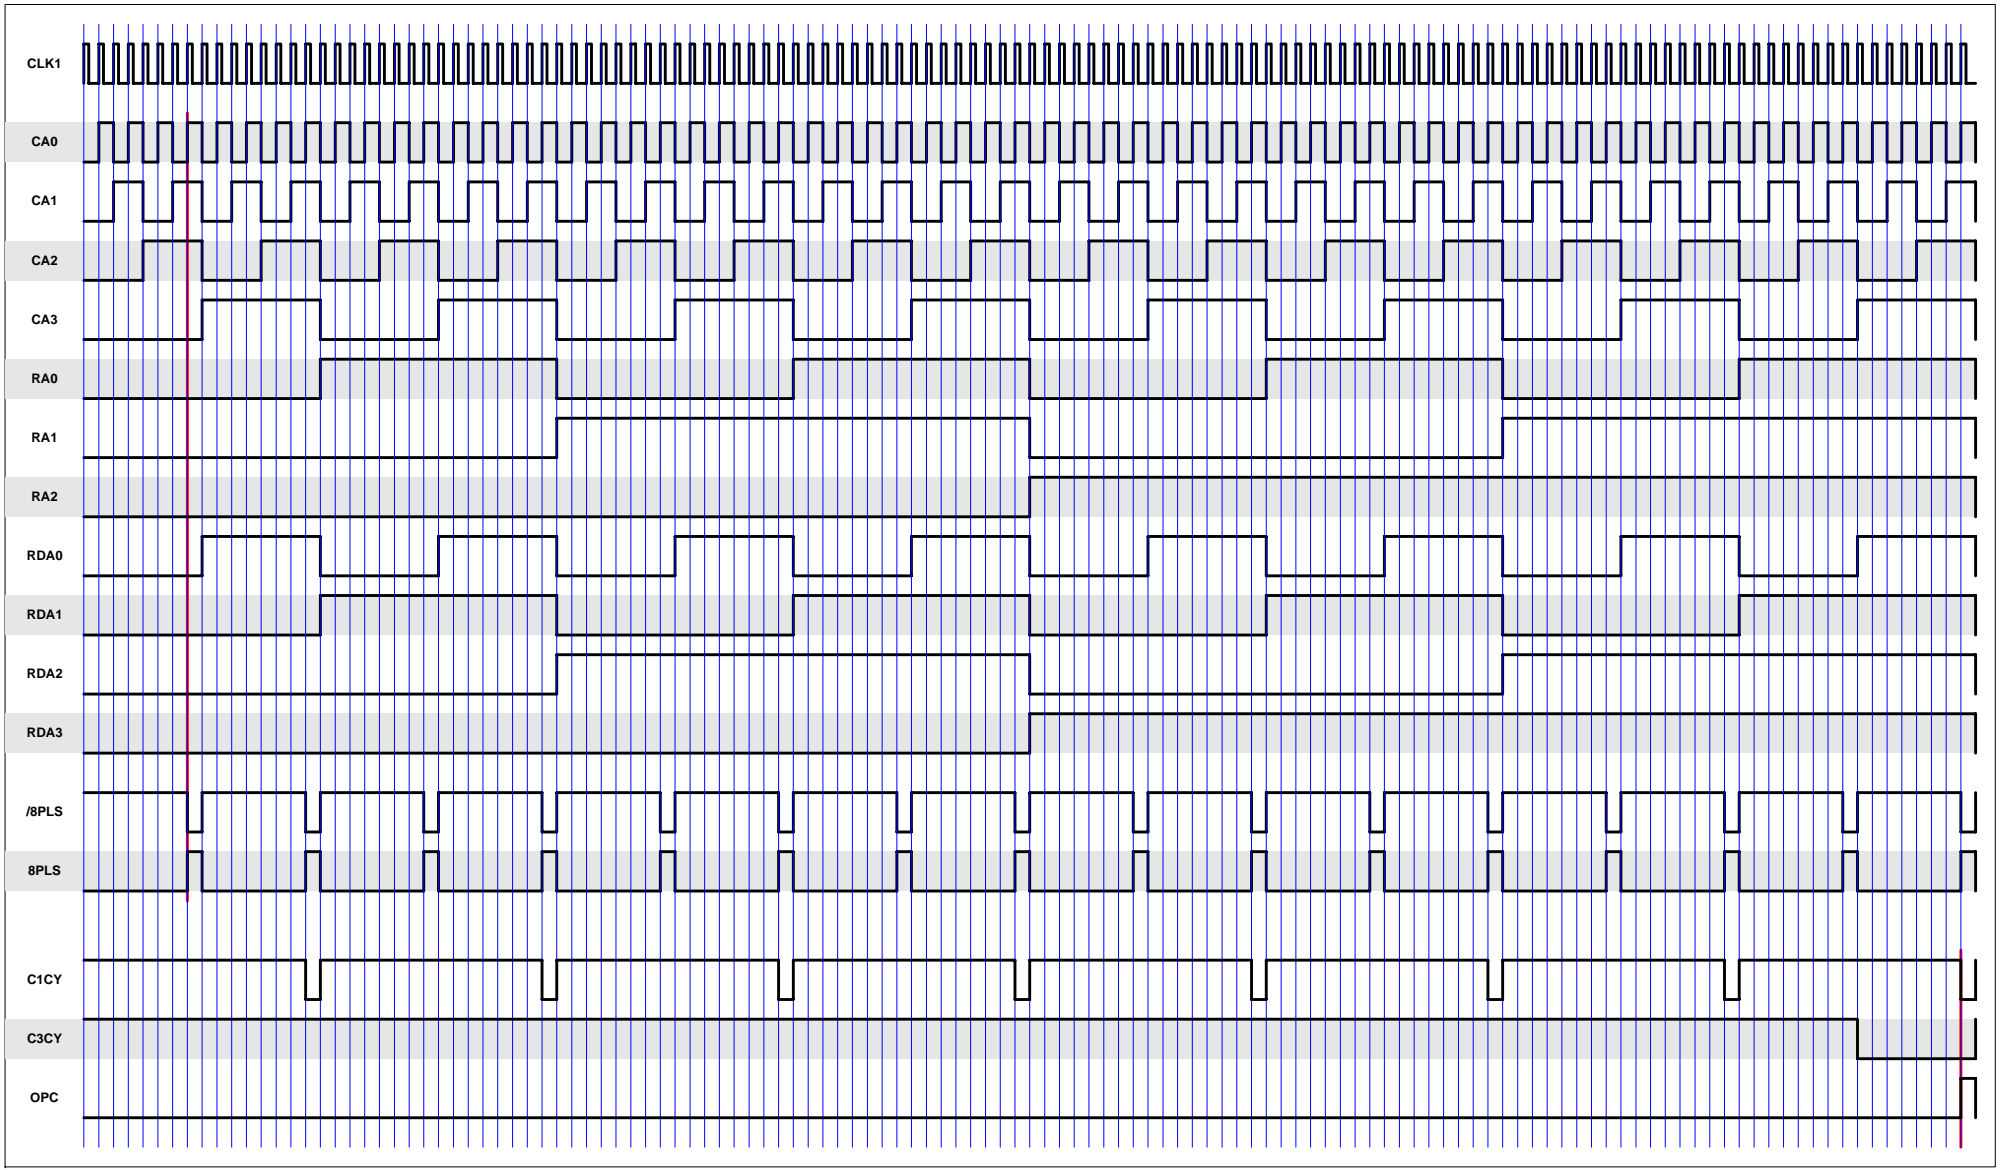 CLK1
CA0
CA1
CA2
CA3
RA0
RA1
RA2
RDA0
RDA1
RDA2
RDA3
/8PLS
8PLS
C1CY
C3CY
OPC